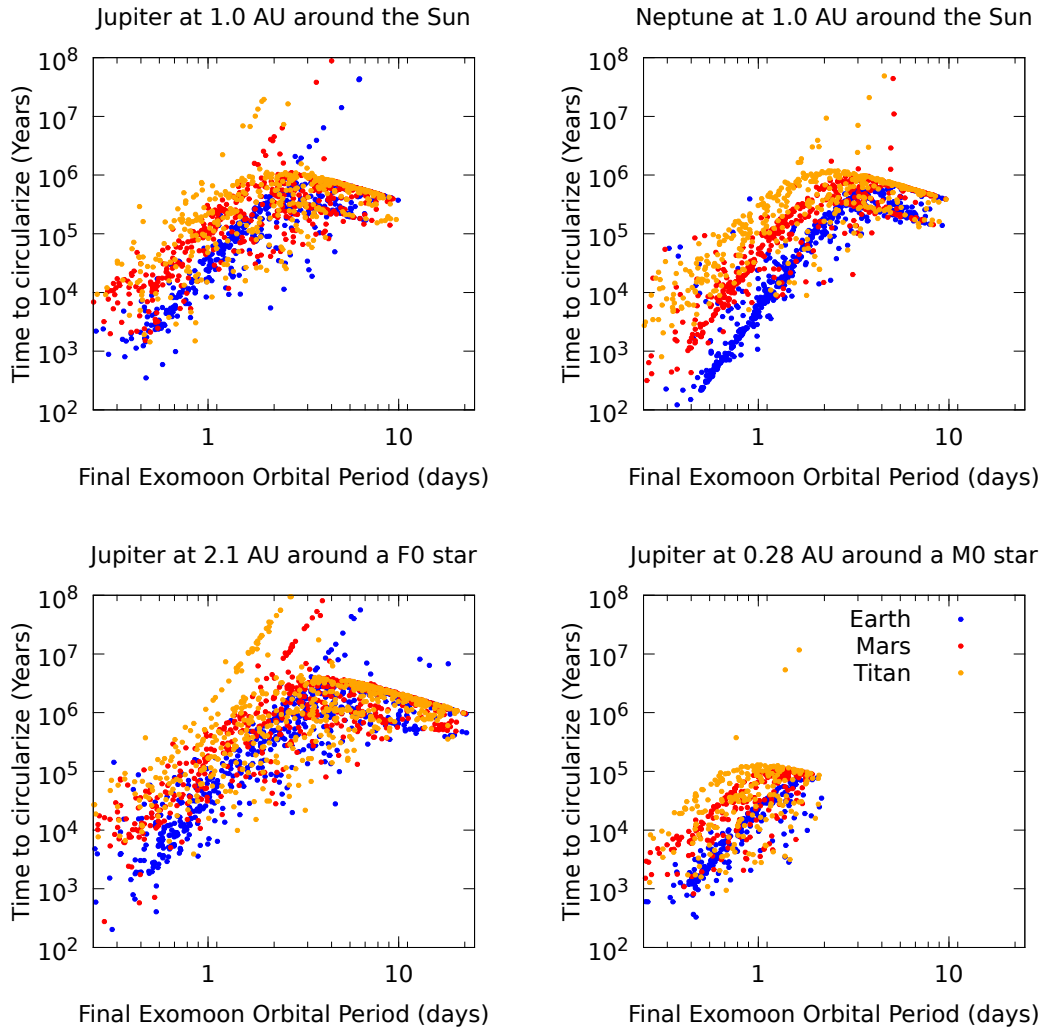 Jupiter at 1.0 AU around the Sun
Time to circularize (Years)
10^8
10^7
10^6
10^5
10^4
10^3
10^2
1
10
Final Exomoon Orbital Period (days)
Neptune at 1.0 AU around the Sun
Time to circularize (Years)
10^8
10^7
10^6
10^5
10^4
10^3
10^2
1
10
Final Exomoon Orbital Period (days)
Jupiter at 2.1 AU around a F0 star
Time to circularize (Years)
10^8
10^7
10^6
10^5
10^4
10^3
10^2
1
10
Final Exomoon Orbital Period (days)
Jupiter at 0.28 AU around a M0 star
Time to circularize (Years)
10^8
10^7
10^6
10^5
10^4
10^3
10^2
Earth
Mars
Titan
1
10
Final Exomoon Orbital Period (days)